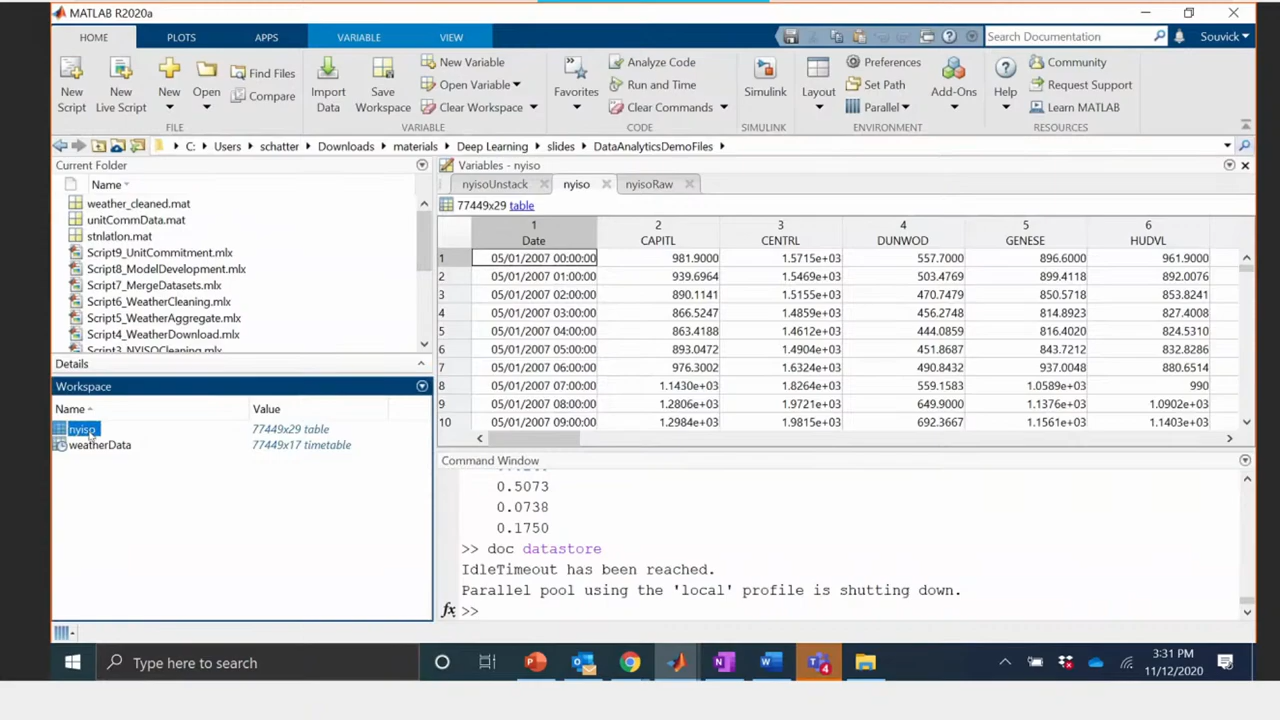 MATLAB R2020a
HOME PLOTS APPS VARIABLE VIEW Search Documentation Souvick
New Script
New Live Script
New
Open
Find Files
Compare
FILE
Import Data
Save Workspace
New Variable
Open Variable
Clear Workspace
VARIABLE
Favorites
Analyze Code
Run and Time
Clear Commands
CODE
Simulink
SIMULINK
Layout
Preferences
Set Path
Parallel
Add-Ons
ENVIRONMENT
Help
Community
Request Support
Learn MATLAB
RESOURCES
C: Users schatter Downloads materials Deep Learning slides DataAnalyticsDemoFiles
Current Folder
Name
weather_cleaned.mat
unitCommData.mat
stnlatlon.mat
Script9_UnitCommitment.mlx
Script8_ModelDevelopment.mlx
Script7_MergeDatasets.mlx
Script6_WeatherCleaning.mlx
Script5_WeatherAggregate.mlx
Script4_WeatherDownload.mlx
Script3_NYISOCleaning.mlx
Details
Workspace
Name Value
nyiso 77449x29 table
weatherData 77449x17 timetable
Variables - nyiso
nyisoUnstack nyiso nyisoRaw
77449x29 table
1 2 3 4 5 6
Date CAPITL CENTRL DUNWOD GENESE HUDVL
1 05/01/2007 00:00:00 981.9000 1.5715e+03 557.7000 896.6000 961.9000
2 05/01/2007 01:00:00 939.6964 1.5469e+03 503.4769 899.4118 892.0076
3 05/01/2007 02:00:00 890.1141 1.5155e+03 470.7479 850.5718 853.8241
4 05/01/2007 03:00:00 866.5247 1.4859e+03 456.2748 814.8923 827.4008
5 05/01/2007 04:00:00 863.4188 1.4612e+03 444.0859 816.4020 824.5310
6 05/01/2007 05:00:00 893.0472 1.4904e+03 451.8687 843.7212 832.8286
7 05/01/2007 06:00:00 976.3002 1.6324e+03 490.8432 937.0048 880.6514
8 05/01/2007 07:00:00 1.1430e+03 1.8264e+03 559.1583 1.0589e+03 990
9 05/01/2007 08:00:00 1.2806e+03 1.9721e+03 649.9000 1.1376e+03 1.0902e+03
10 05/01/2007 09:00:00 1.2984e+03 1.9815e+03 692.3667 1.1475e+03 1.1403e+03
Command Window
0.5073
0.0738
0.1750
>> doc datastore
IdleTimeout has been reached.
Parallel pool using the 'local' profile is shutting down.
fx >>
Type here to search
4
3:31 PM
11/12/2020